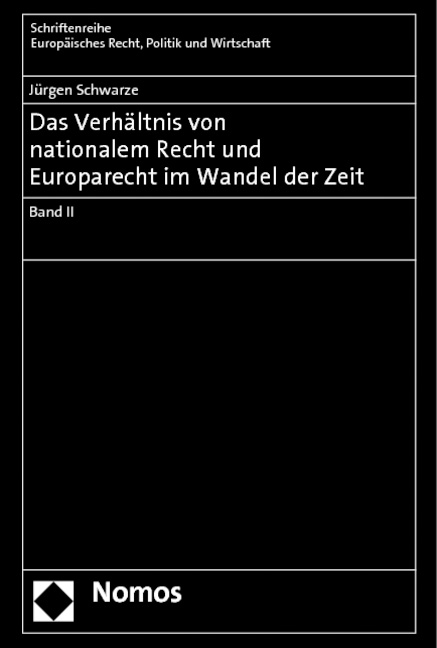 Schriftenreihe
Europäisches Recht, Politik und Wirtschaft
Jürgen Schwarze
Das Verhältnis von
nationalem Recht und
Europarecht im Wandel der Zeit
Band II
Nomos